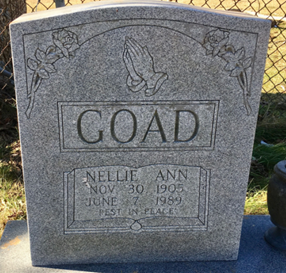 GOAD
NELLIE ANN
NOV. 30 1905
JUNE 7 1989
REST IN PEACE